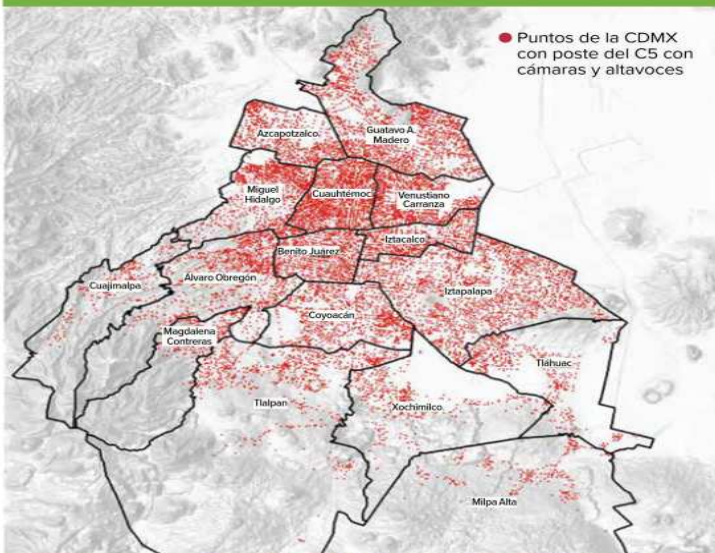 Puntos de la CDMX
con poste del C5 con
cámaras y altavoces
Azcapotzalco
Guatavo A.
Madero
Miguel
Hidalgo
Cuauhtémoc
Venustiano
Carranza
Iztacalco
Benito Juárez
Cuajimalpa
Álvaro Obregón
Iztapalapa
Coyoacán
Magdalena
Contreras
Tláhuac
Tlalpan
Xochimilco
Milpa Alta